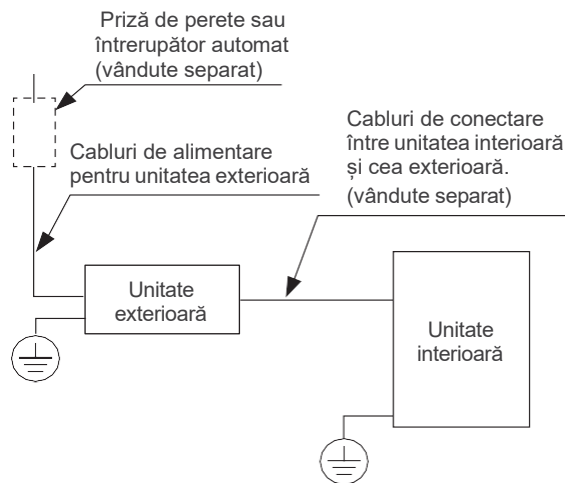 Priză de perete sau
întrerupător automat
(vândute separat)
Cabluri de alimentare
pentru unitatea exterioară
Cabluri de conectare
între unitatea interioară
și cea exterioară.
(vândute separat)
Unitate
exterioară
Unitate
interioară